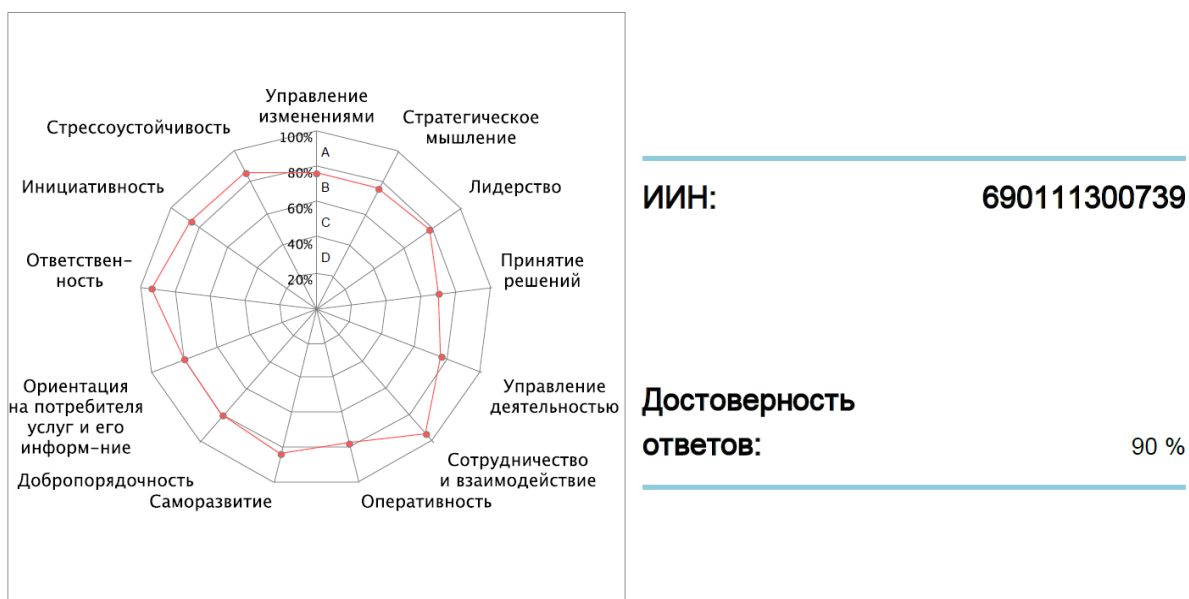 Управление
изменениями
Стратегическое
мышление
Лидерство
Принятие
решений
Управление
деятельностью
Сотрудничество
и взаимодействие
Оперативность
Саморазвитие
Добропорядочность
Ориентация
на потребителя
услуг и его
информ-ние
Ответствен-
ность
Инициативность
Стрессоустойчивость
100%
A
80%
B
60%
C
40%
D
20%
ИИН: 690111300739
Достоверность
ответов: 90 %